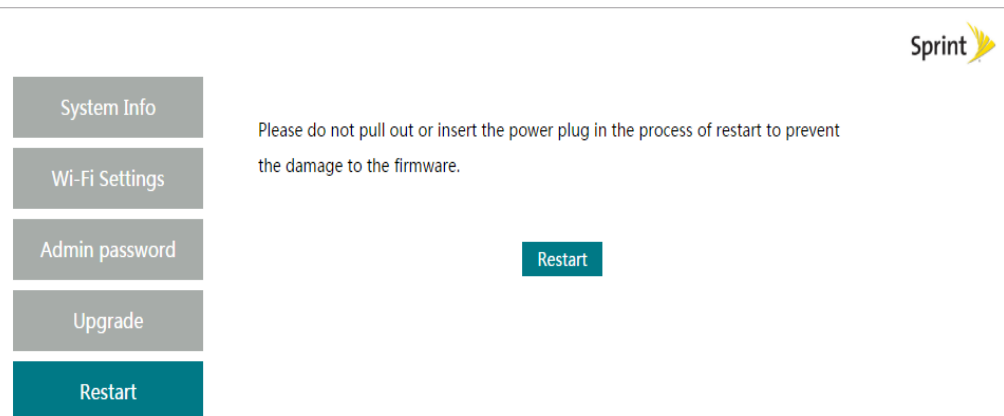 Sprint
System Info
Wi-Fi Settings
Admin password
Upgrade
Restart
Please do not pull out or insert the power plug in the process of restart to prevent
the damage to the firmware.
Restart